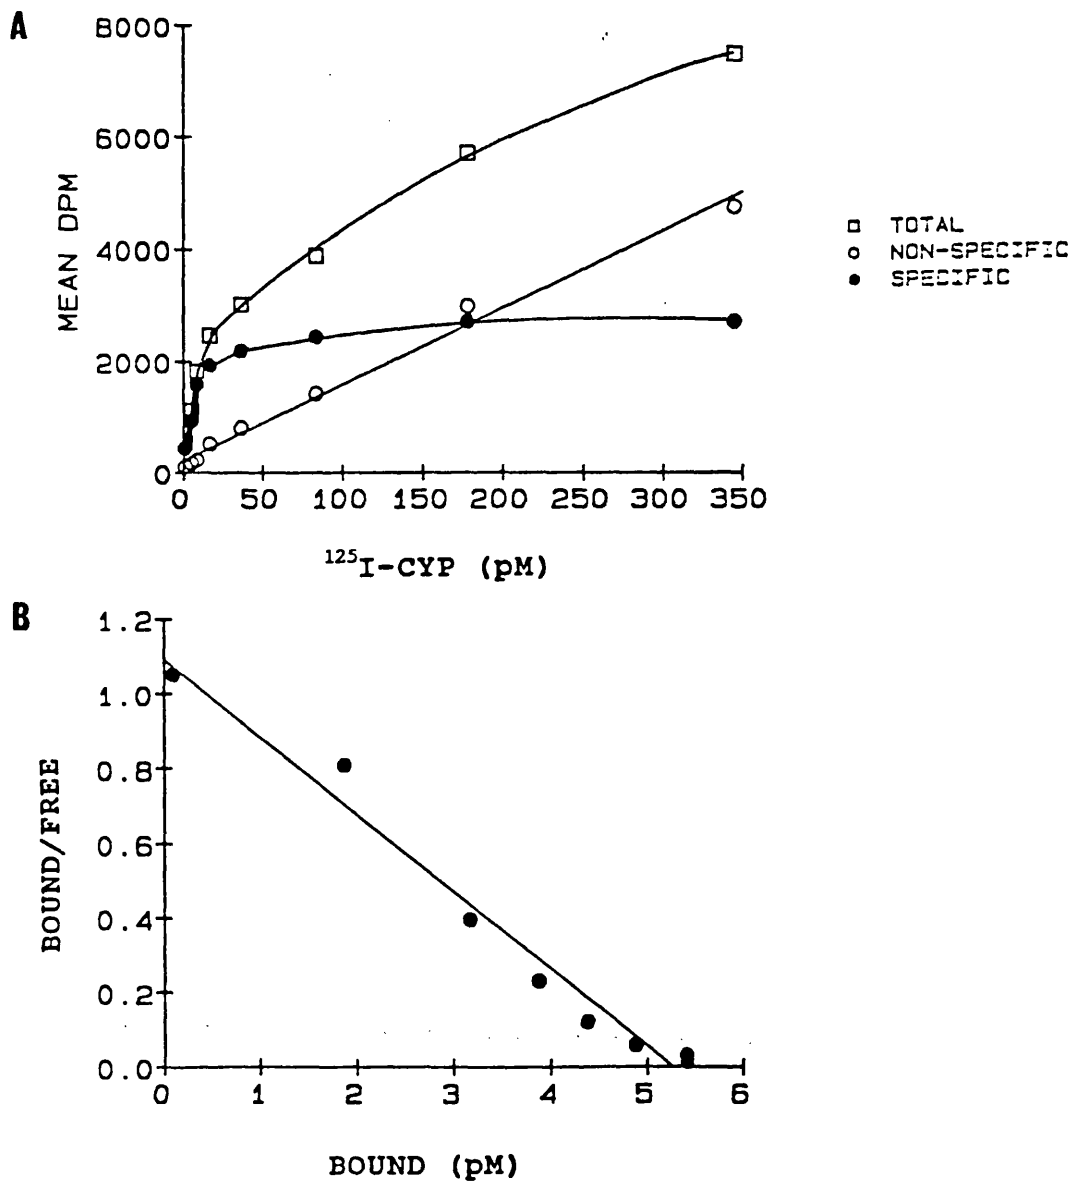 A
8000
6000
4000
2000
0
MEAN DPM
0 50 100 150 200 250 300 350
125I-CYP (pM)
TOTAL
NON-SPECIFIC
SPECIFIC
B
1.2
1.0
0.8
0.6
0.4
0.2
0.0
BOUND/FREE
0 1 2 3 4 5 6
BOUND (pM)